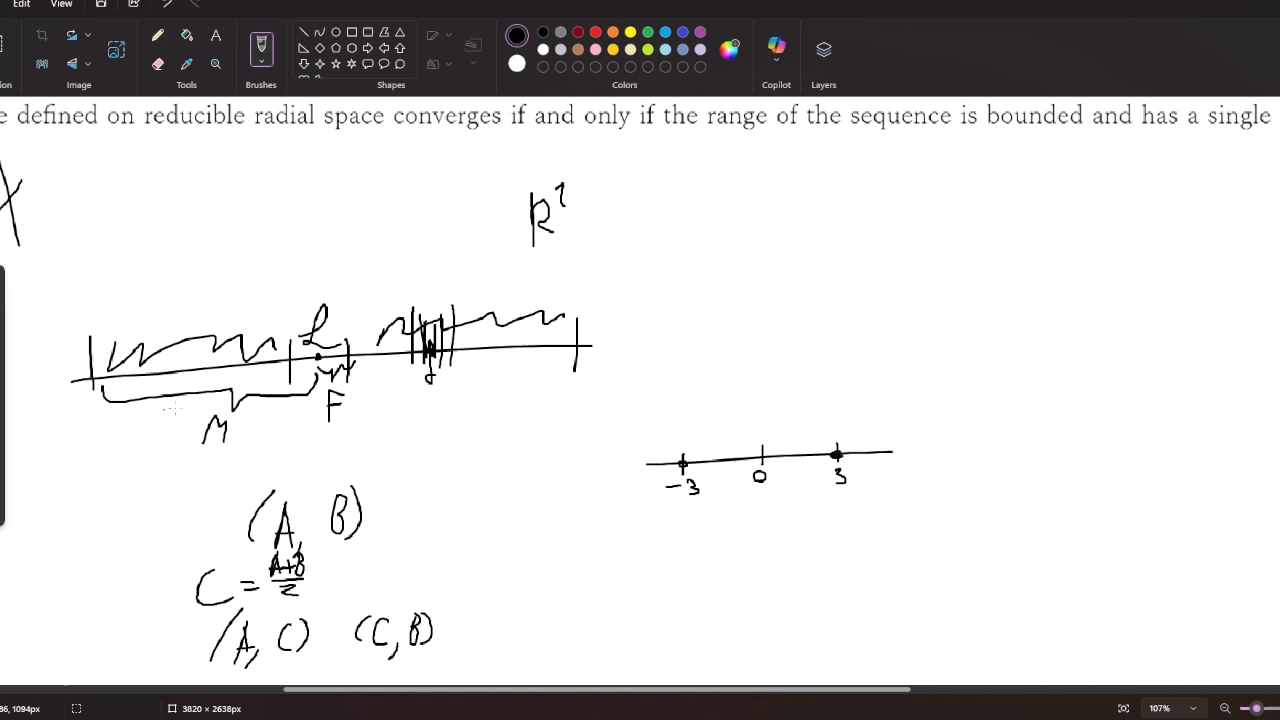 Edit View
Image Tools Brushes Shapes Colors Copilot Layers
defined on reducible radial space converges if and only if the range of the sequence is bounded and has a single
R¹
L
F
M
-3 0 3
(A, B)
C = A+B/2
(A, C) (C, B)
1094px
3820 × 2638px
107%